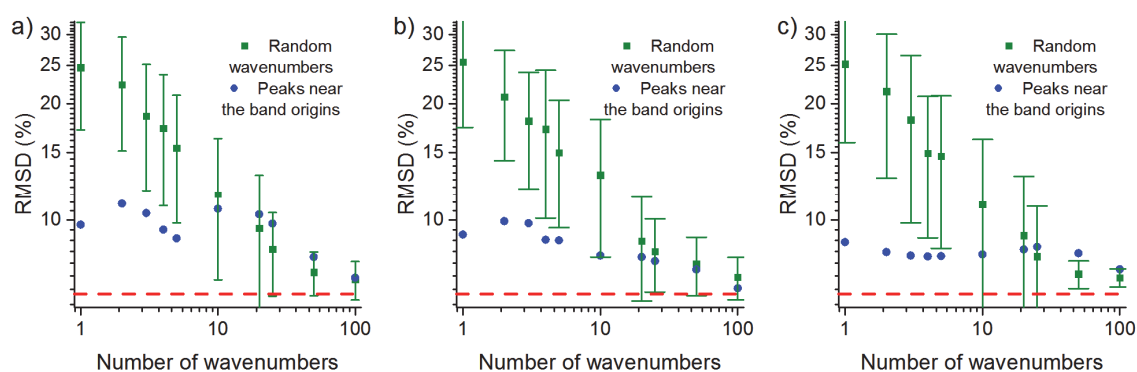 a)
30
25
20
15
10
RMSD (%)
Random
wavenumbers
Peaks near
the band origins
1
10
100
Number of wavenumbers
b)
30
25
20
15
10
RMSD (%)
Random
wavenumbers
Peaks near
the band origins
1
10
100
Number of wavenumbers
c)
30
25
20
15
10
RMSD (%)
Random
wavenumbers
Peaks near
the band origins
1
10
100
Number of wavenumbers